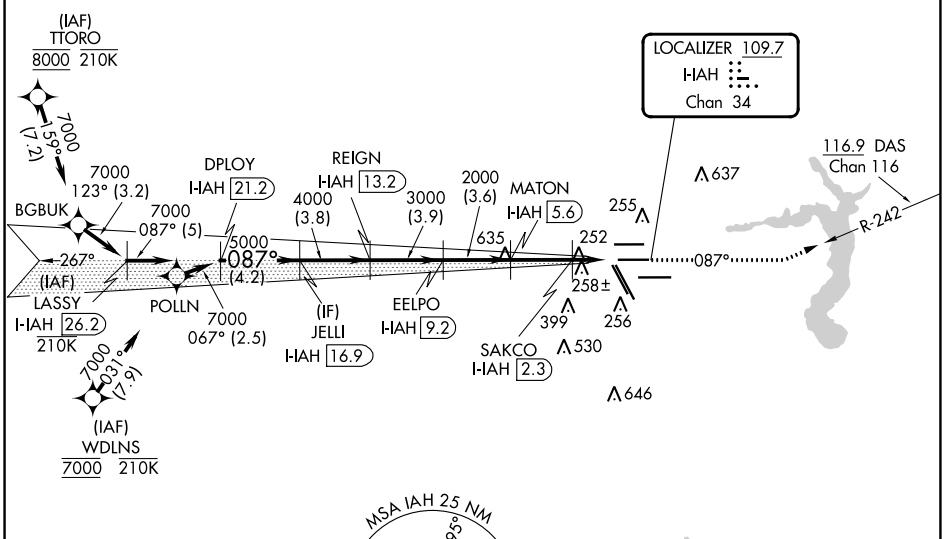 (IAF)
TTORO
8000 210K
7000
159°
(7.2)
7000
123° (3.2)
BGBUK
7000
087° (5)
DPLOY
I-IAH 21.2
REIGN
I-IAH 13.2
4000
(3.8)
3000
(3.9)
2000
(3.6)
MATON
I-IAH 5.6
LOCALIZER 109.7
I-IAH
Chan 34
637
116.9 DAS
Chan 116
R-242
255
252
635
5000
087°
(4.2)
267°
087°
(IAF)
LASSY
I-IAH 26.2
210K
POLLN
7000
067° (2.5)
(IF)
JELLI
I-IAH 16.9
EELPO
I-IAH 9.2
258±
256
399
530
SAKCO
I-IAH 2.3
646
7000
031°
(7.9)
(IAF)
WDLNS
7000 210K
MSA IAH 25 NM
95°